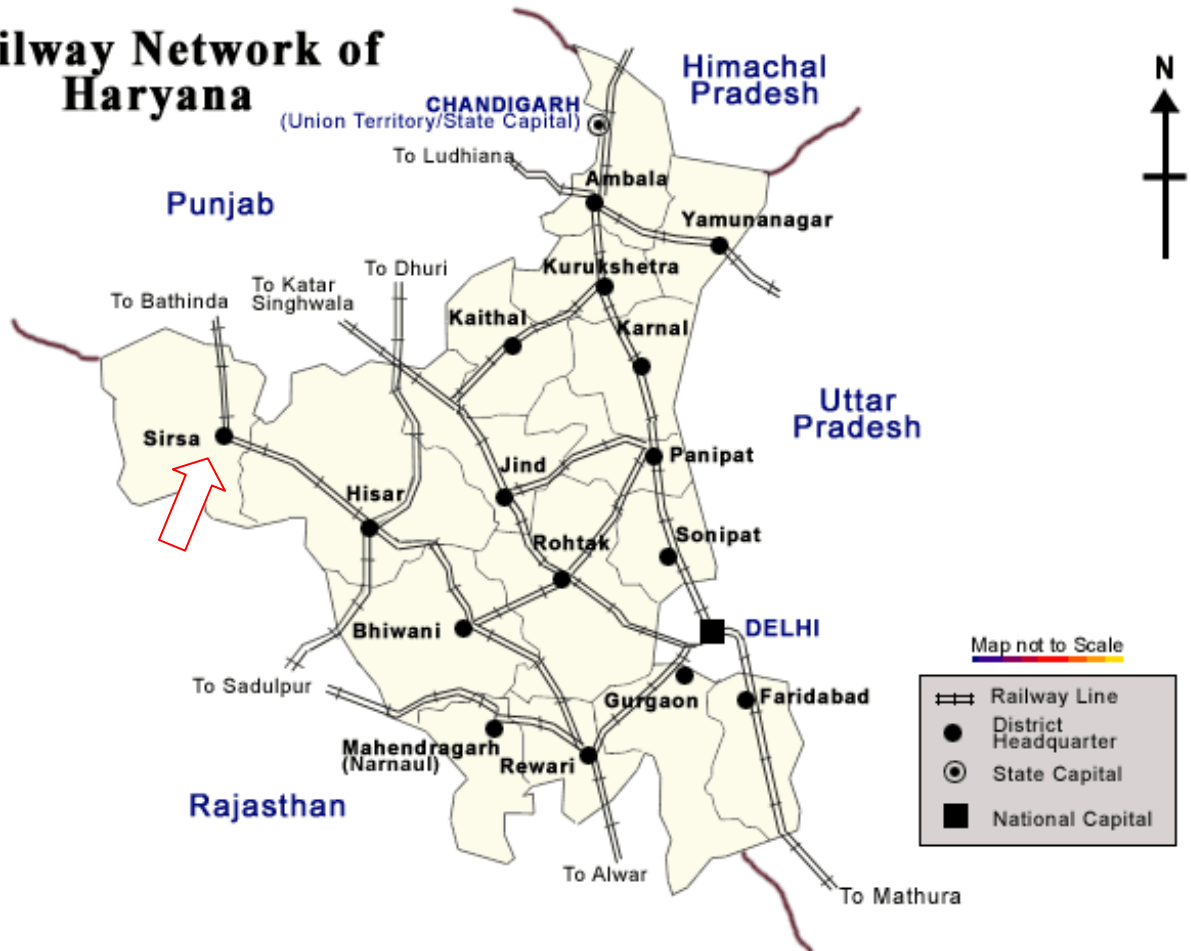 ilway Network of
Haryana
Himachal
Pradesh
N
CHANDIGARH
(Union Territory/State Capital)
To Ludhiana
Ambala
Punjab
Yamunanagar
To Dhuri
Kurukshetra
To Katar
Singhwala
To Bathinda
Kaithal
Karnal
Uttar
Pradesh
Sirsa
Jind
Panipat
Hisar
Rohtak
Sonipat
Bhiwani
DELHI
Map not to Scale
To Sadulpur
Gurgaon
Faridabad
Railway Line
District
Headquarter
Mahendragarh
(Narnaul)
Rewari
State Capital
Rajasthan
National Capital
To Alwar
To Mathura